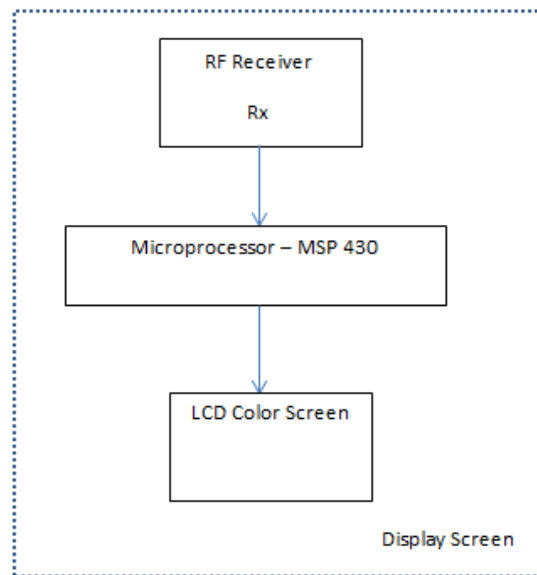 RF Receiver
Rx
Microprocessor – MSP 430
LCD Color Screen
Display Screen